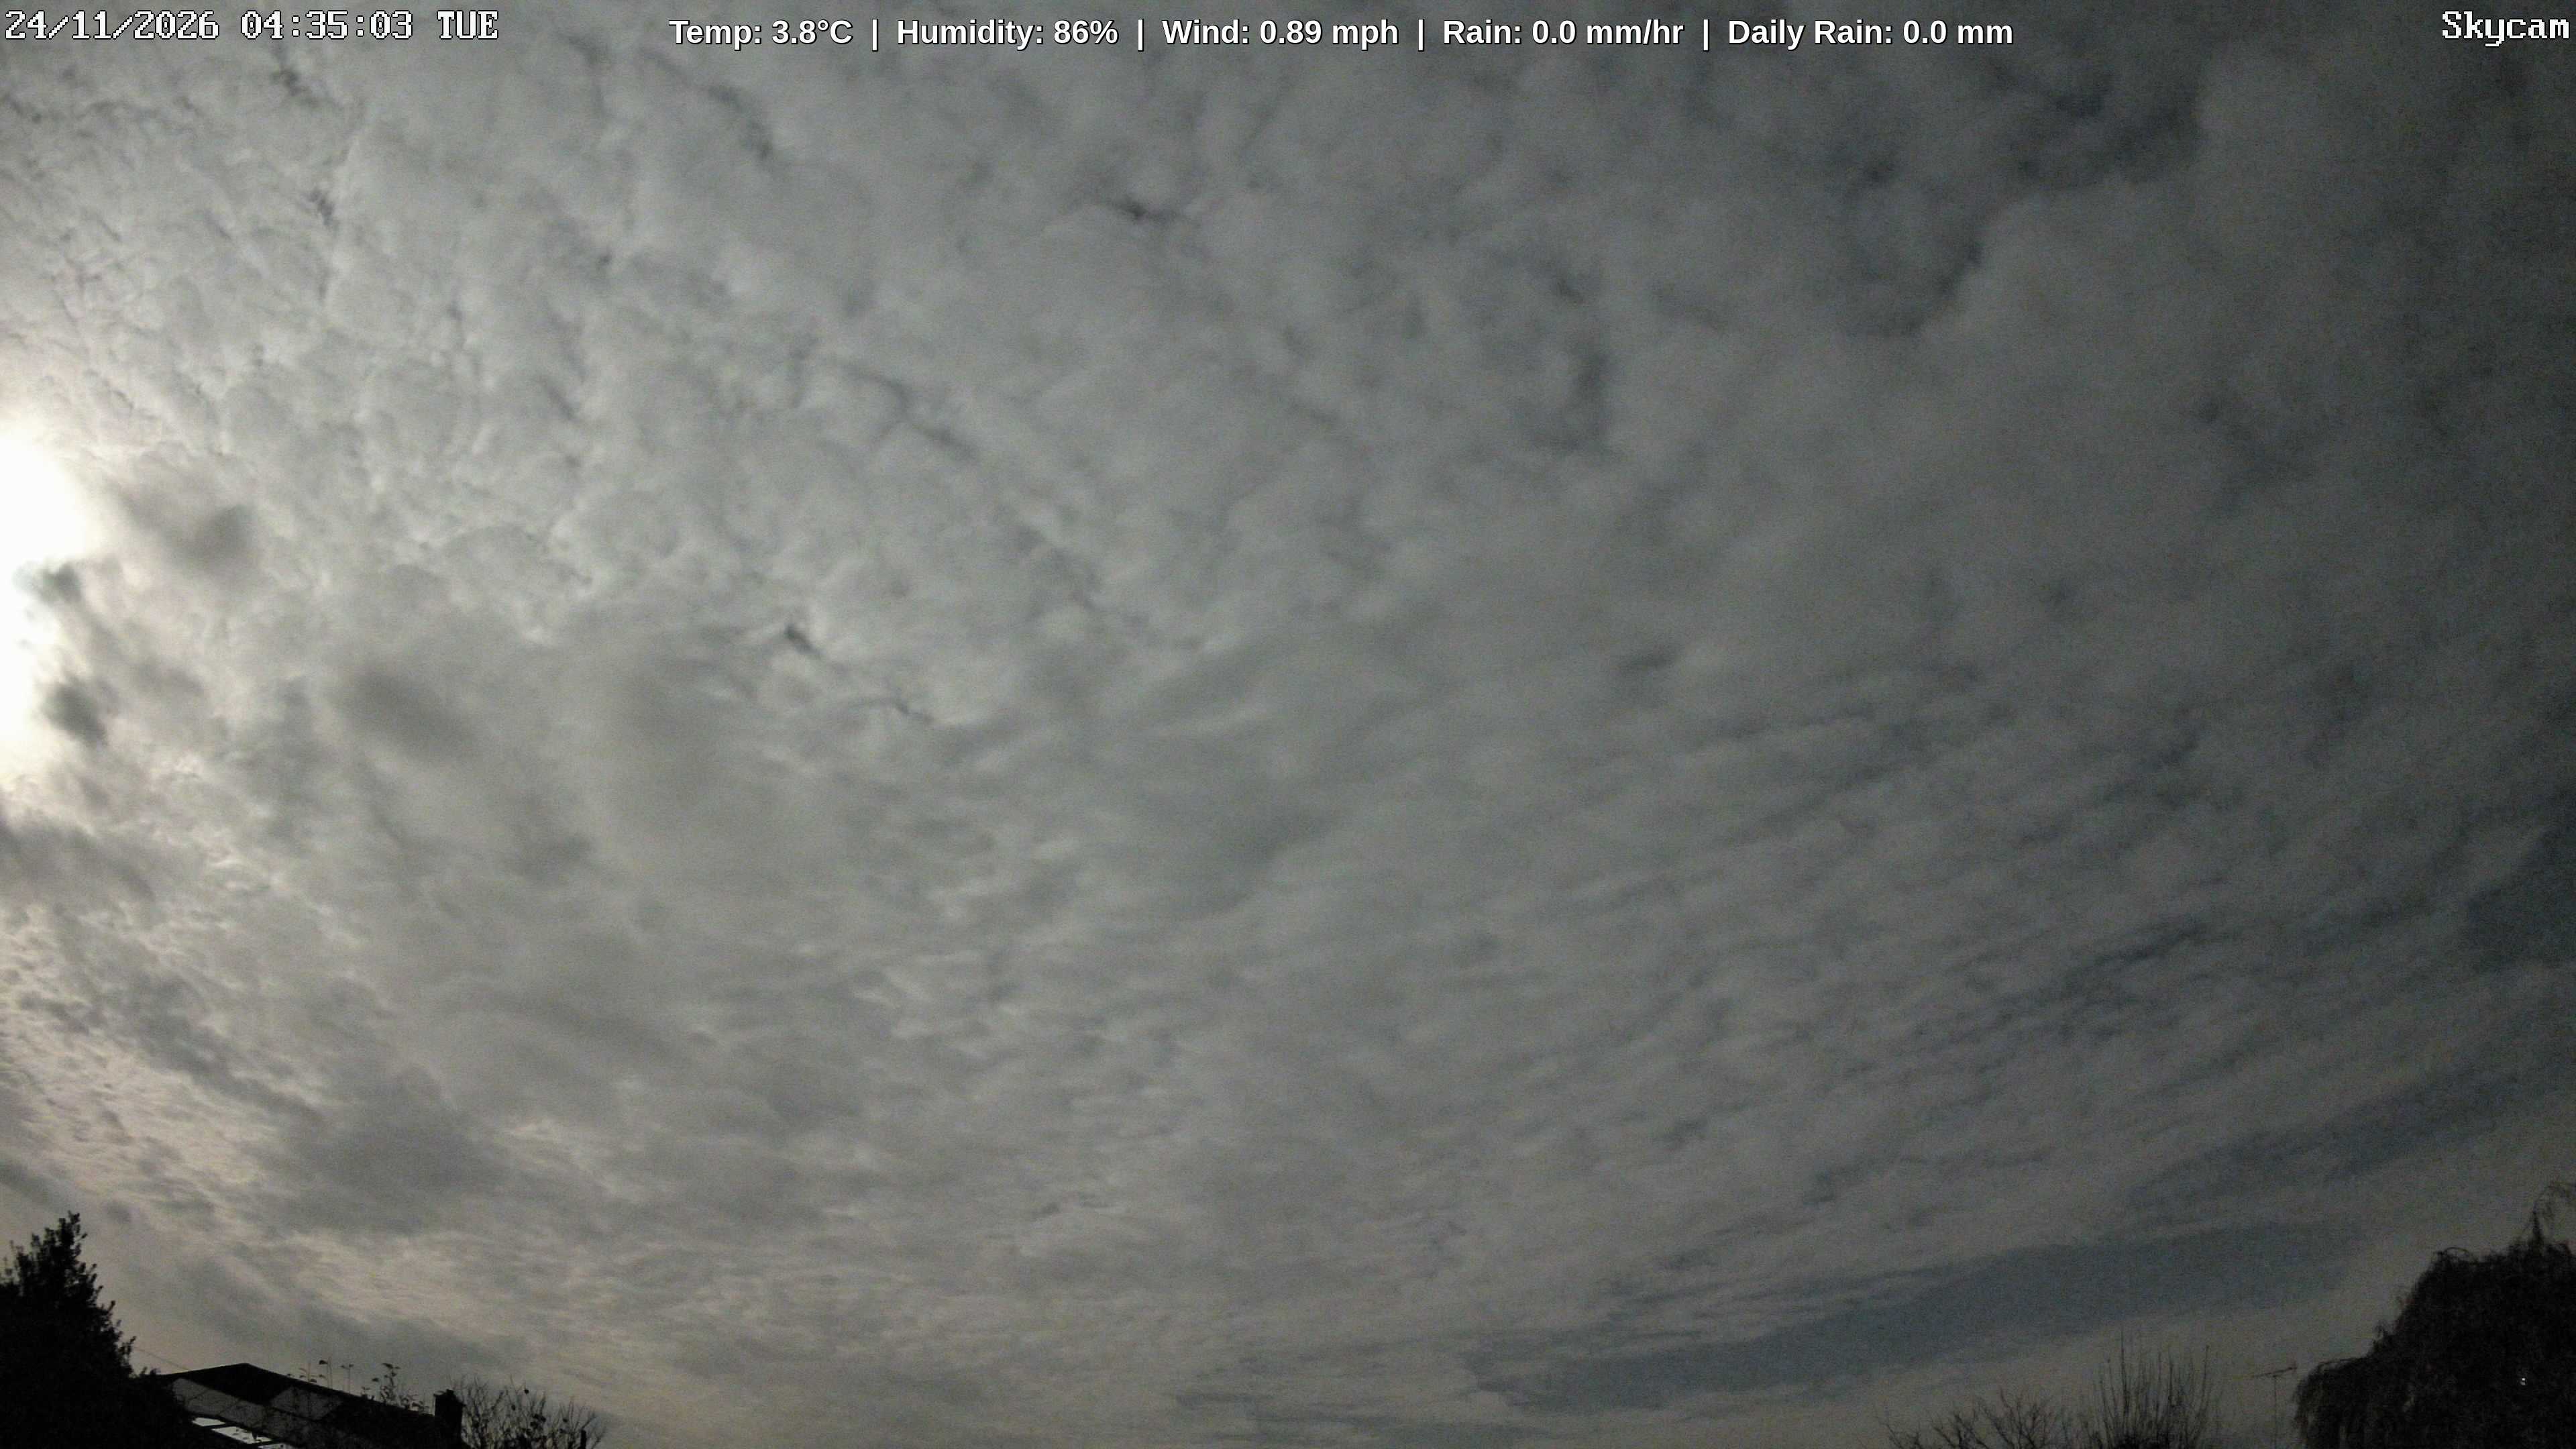 24/11/2026 04:35:03 TUE
Temp: 3.8°C | Humidity: 86% | Wind: 0.89 mph | Rain: 0.0 mm/hr | Daily Rain: 0.0 mm
Skycam